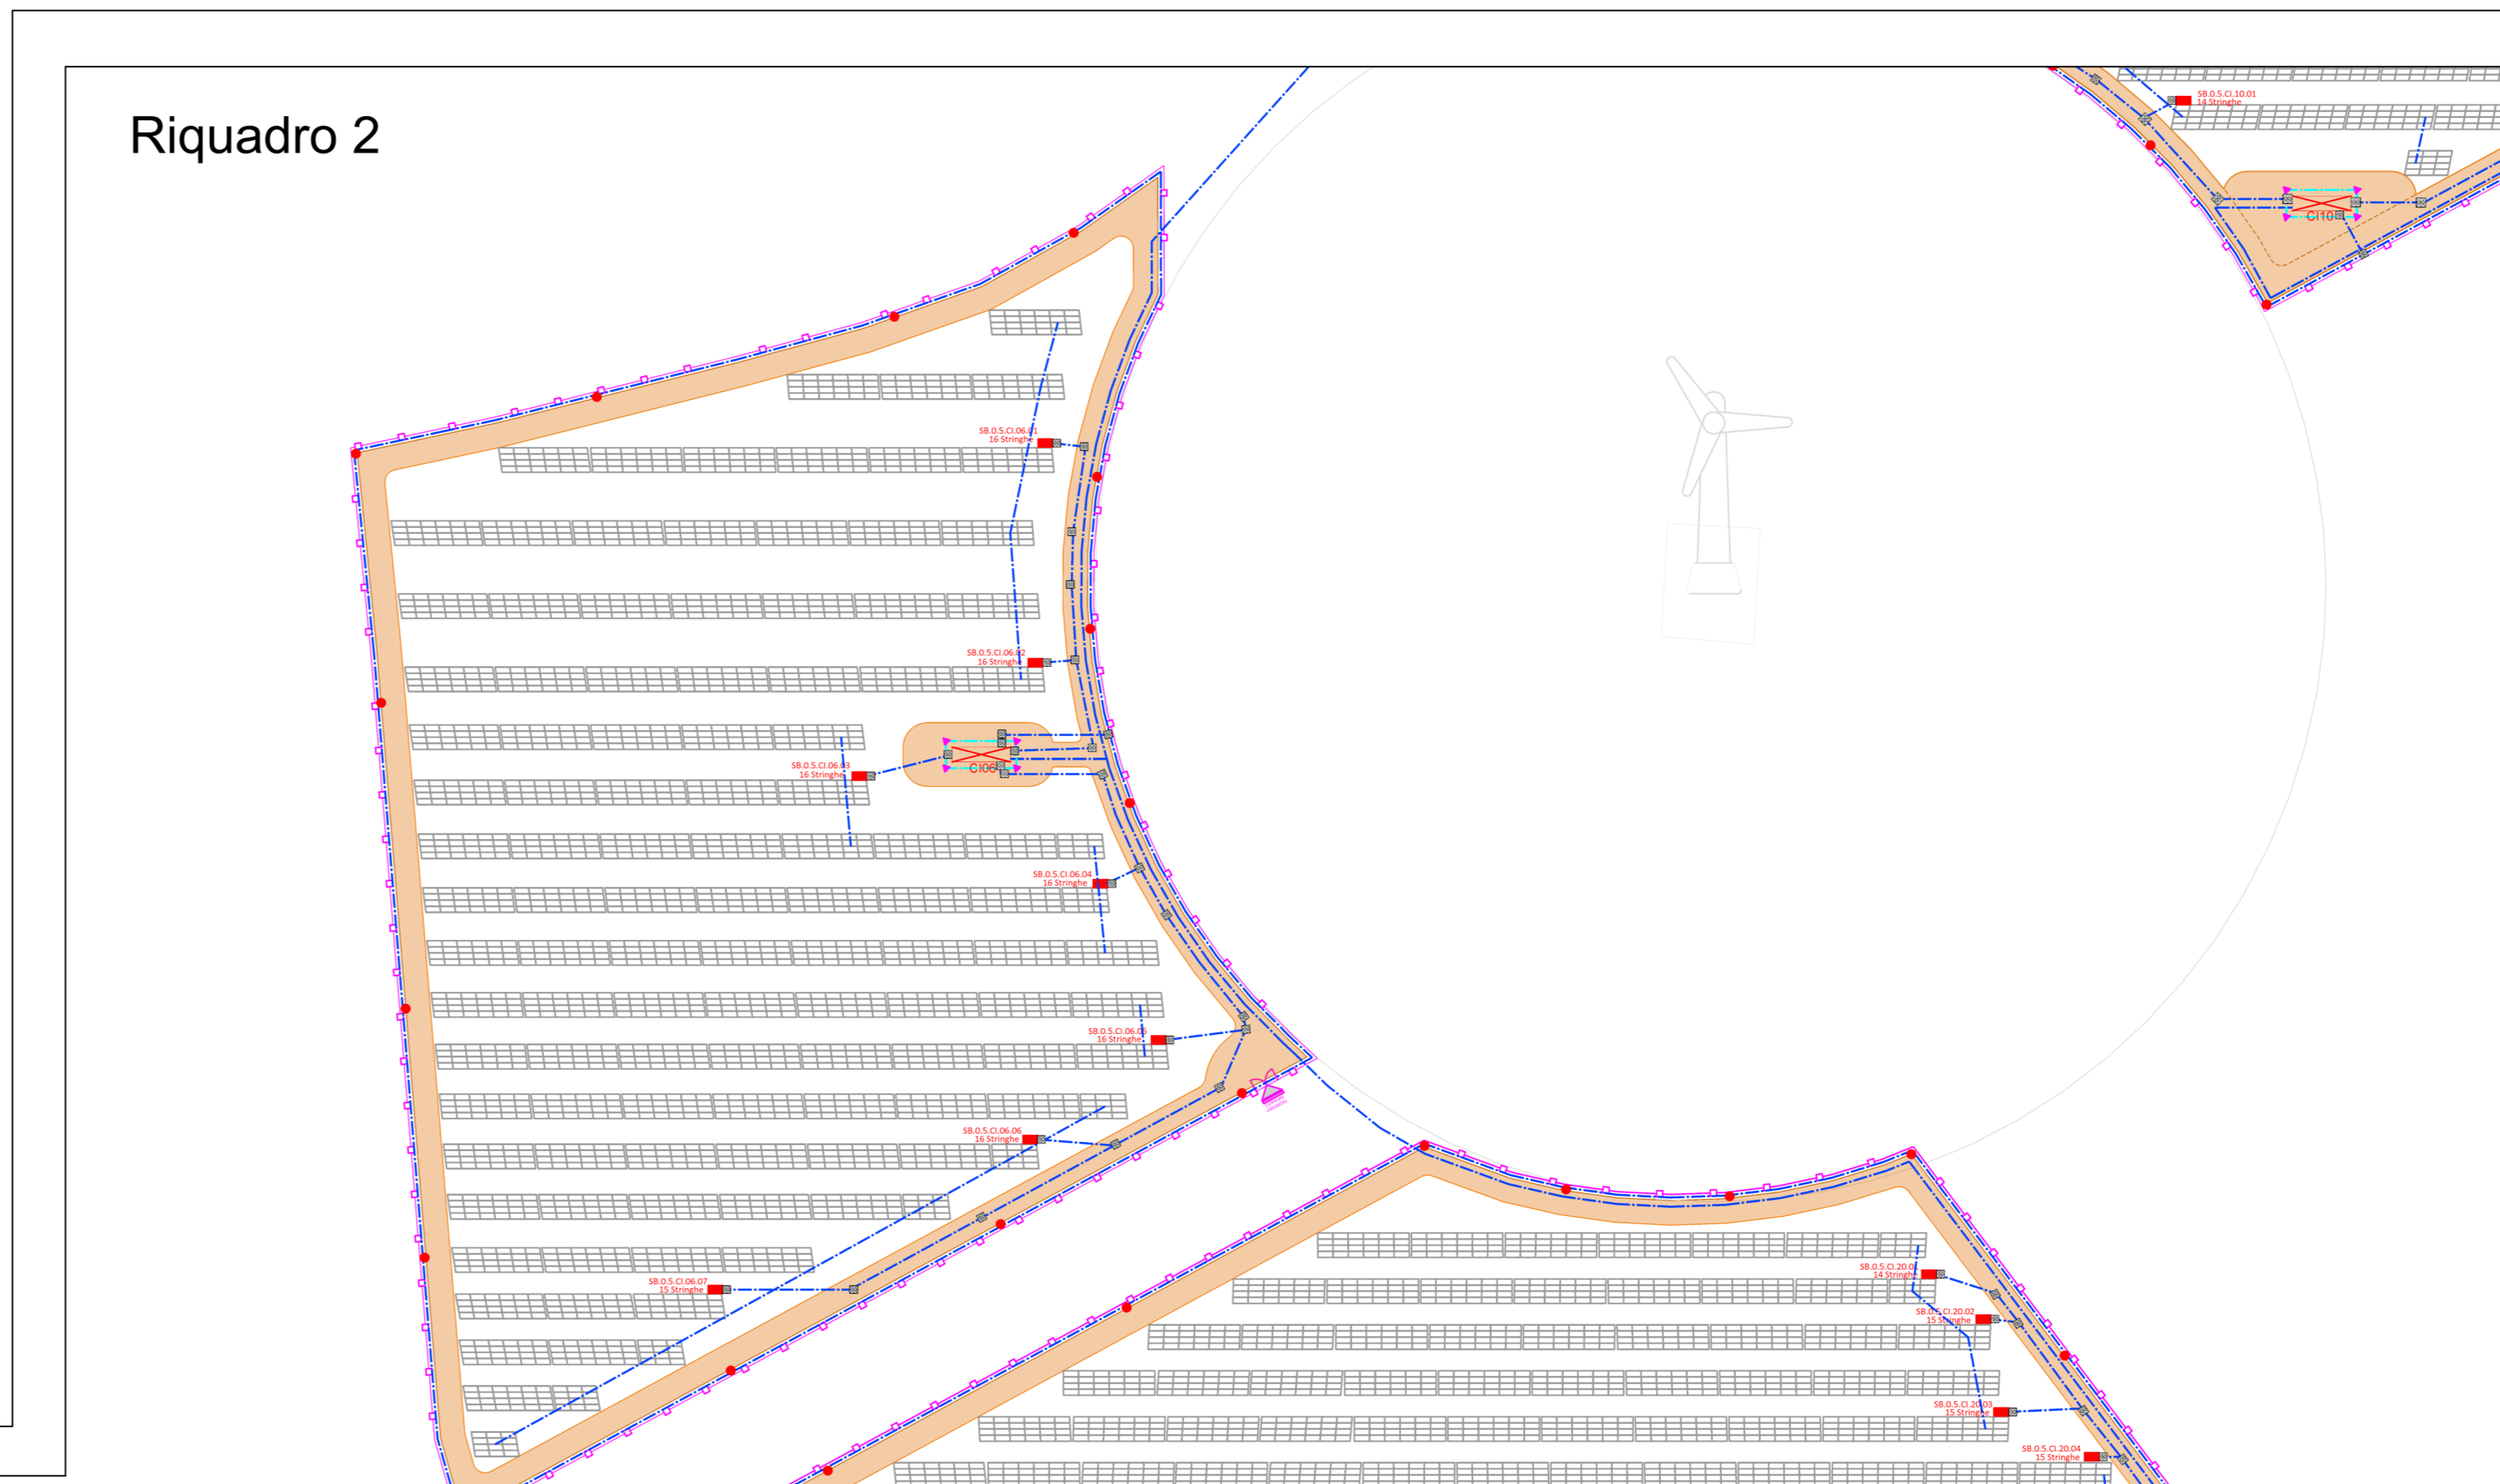 Riquadro 2
SB.0.5.CI.10.01
14 Stringhe
CI10
SB.0.5.CI.06.01
16 Stringhe
SB.0.5.CI.06.02
16 Stringhe
SB.0.5.CI.06.03
16 Stringhe
CI06
SB.0.5.CI.06.04
16 Stringhe
SB.0.5.CI.06.05
16 Stringhe
SB.0.5.CI.06.06
16 Stringhe
SB.0.5.CI.06.07
15 Stringhe
SB.0.5.CI.20.01
14 Stringhe
SB.0.5.CI.20.02
15 Stringhe
SB.0.5.CI.20.03
15 Stringhe
SB.0.5.CI.20.04
15 Stringhe